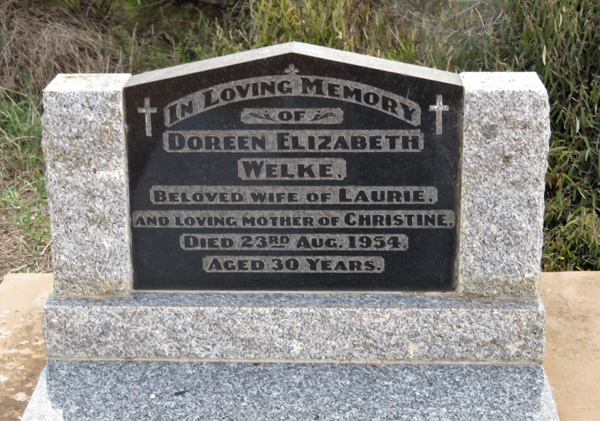 IN LOVING MEMORY
OF
DOREEN ELIZABETH
WELKE.
BELOVED WIFE OF LAURIE,
AND LOVING MOTHER OF CHRISTINE,
DIED 23RD AUG. 1954.
AGED 30 YEARS.